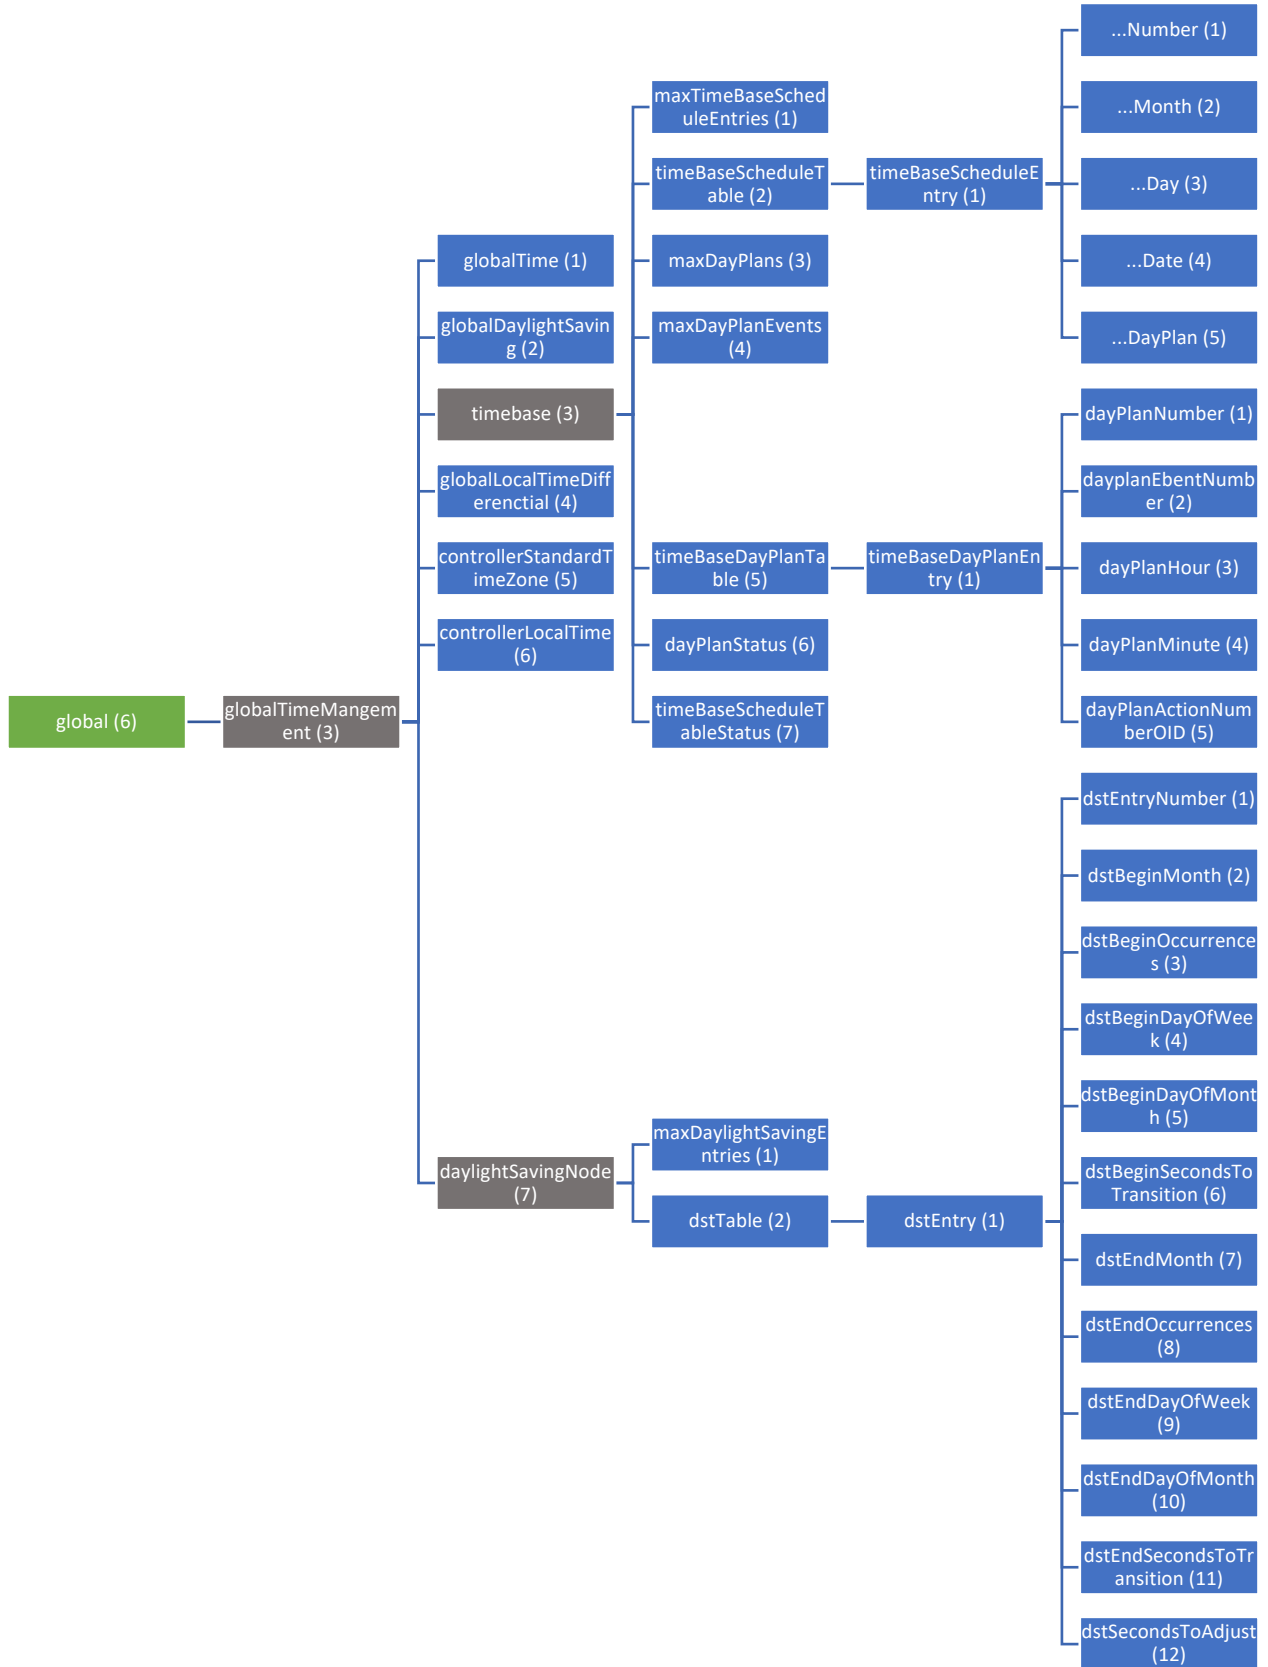 global (6)
globalTimeMangem
ent (3)
globalTime (1)
globalDaylightSavin
g (2)
timebase (3)
globalLocalTimeDiff
erenctial (4)
controllerStandardT
imeZone (5)
controllerLocalTime
(6)
daylightSavingNode
(7)
maxTimeBaseSched
uleEntries (1)
timeBaseScheduleT
able (2)
maxDayPlans (3)
maxDayPlanEvents
(4)
timeBaseDayPlanTa
ble (5)
dayPlanStatus (6)
timeBaseScheduleT
ableStatus (7)
maxDaylightSavingE
ntries (1)
dstTable (2)
timeBaseScheduleE
ntry (1)
timeBaseDayPlanEn
try (1)
dstEntry (1)
...Number (1)
...Month (2)
...Day (3)
...Date (4)
...DayPlan (5)
dayPlanNumber (1)
dayplanEbentNumb
er (2)
dayPlanHour (3)
dayPlanMinute (4)
dayPlanActionNum
berOID (5)
dstEntryNumber (1)
dstBeginMonth (2)
dstBeginOccurrence
s (3)
dstBeginDayOfWee
k (4)
dstBeginDayOfMont
h (5)
dstBeginSecondsTo
Transition (6)
dstEndMonth (7)
dstEndOccurrences
(8)
dstEndDayOfWeek
(9)
dstEndDayOfMonth
(10)
dstEndSecondsToTr
ansition (11)
dstSecondsToAdjust
(12)